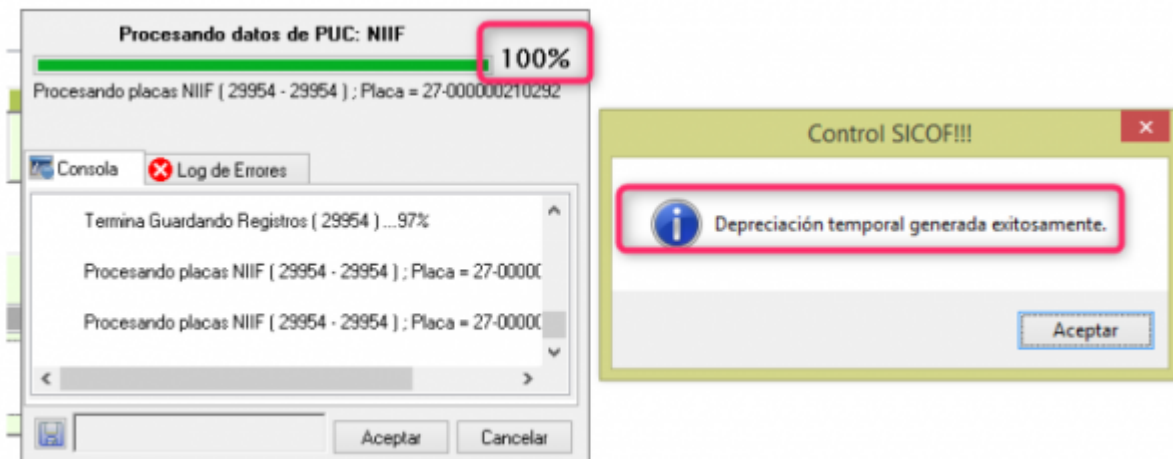 Procesando datos de PUC: NIIF
100%
Procesando placas NIIF ( 29954 - 29954 ) ; Placa = 27-000000210292
Consola
Log de Errores
Termina Guardando Registros ( 29954 ) ...97%
Procesando placas NIIF ( 29954 - 29954 ) ; Placa = 27-00000
Procesando placas NIIF ( 29954 - 29954 ) ; Placa = 27-00000
Aceptar
Cancelar
Control SICOF!!!
Depreciación temporal generada exitosamente.
Aceptar